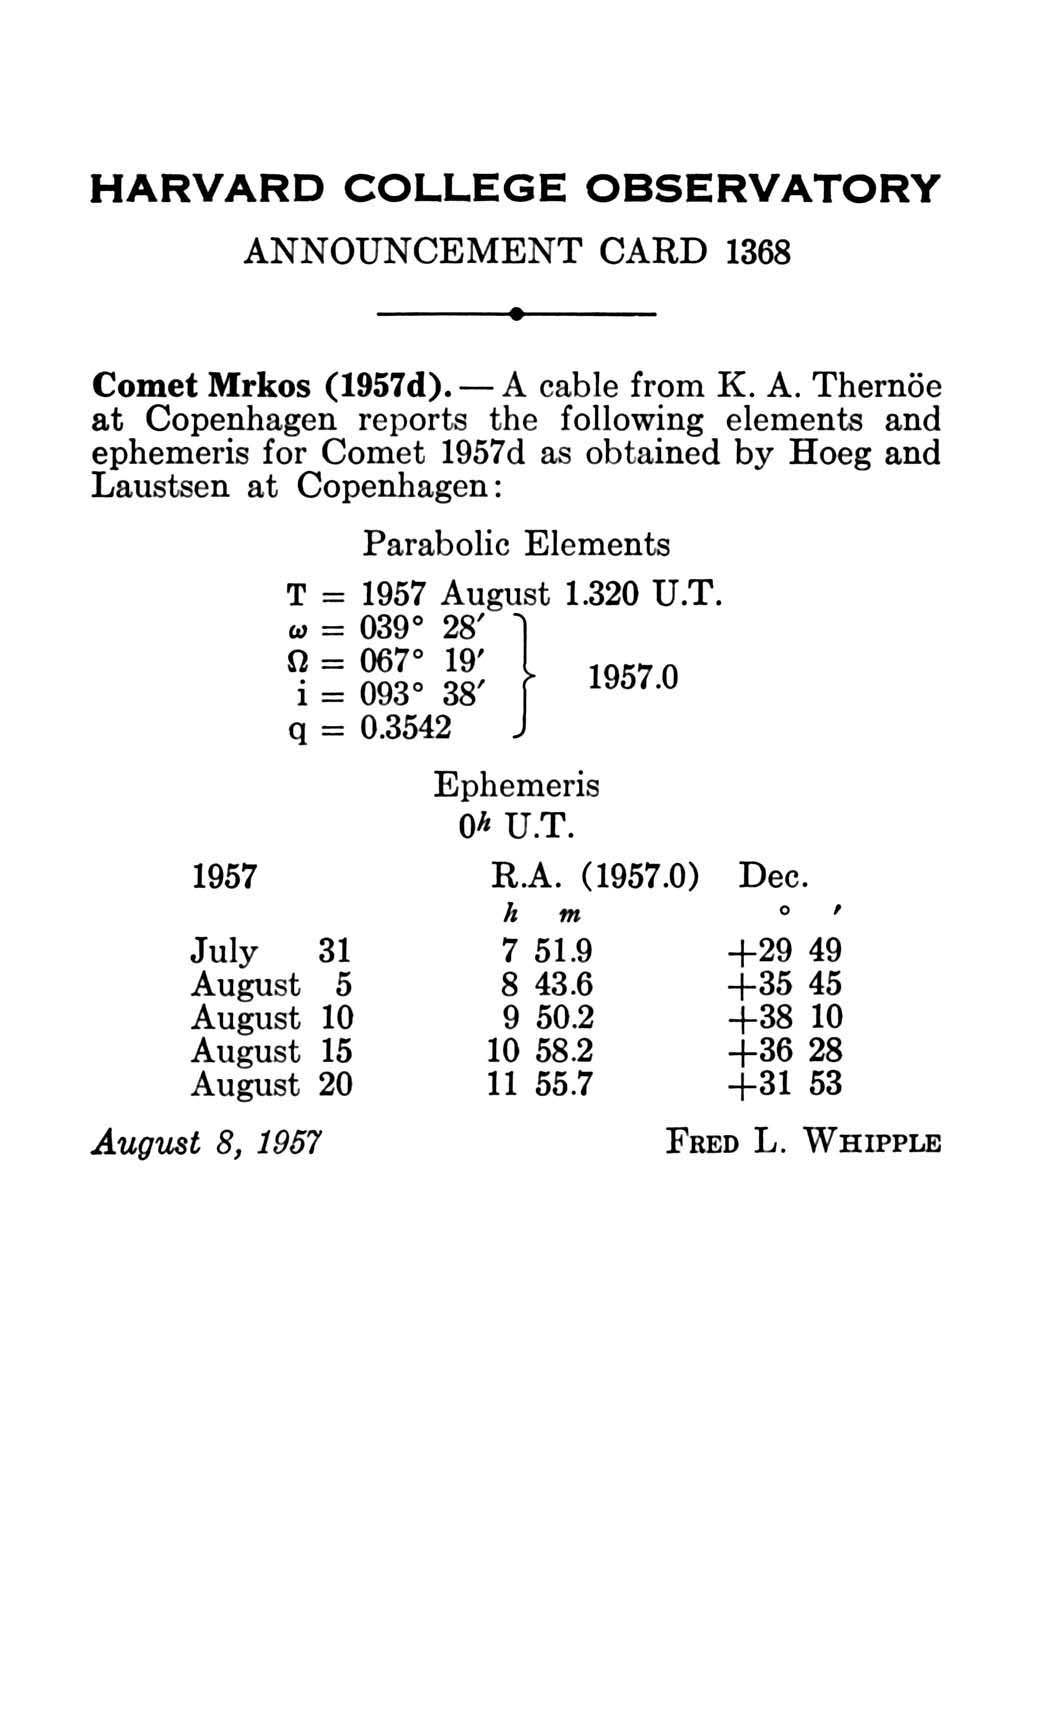 HARVARD COLLEGE OBSERVATORY
ANNOUNCEMENT CARD 1368
Comet Mrkos (1957d). — A cable from K. A. Thernöe
at Copenhagen reports the following elements and
ephemeris for Comet 1957d as obtained by Hoeg and
Laustsen at Copenhagen:
Parabolic Elements
T = 1957 August 1.320 U.T.
ω = 039° 28′
Ω = 067° 19′
i = 093° 38′
q = 0.3542
1957.0
Ephemeris
0h U.T.
1957 R.A. (1957.0) Dec.
h m ° ′
July 31 7 51.9 +29 49
August 5 8 43.6 +35 45
August 10 9 50.2 +38 10
August 15 10 58.2 +36 28
August 20 11 55.7 +31 53
August 8, 1957 FRED L. WHIPPLE